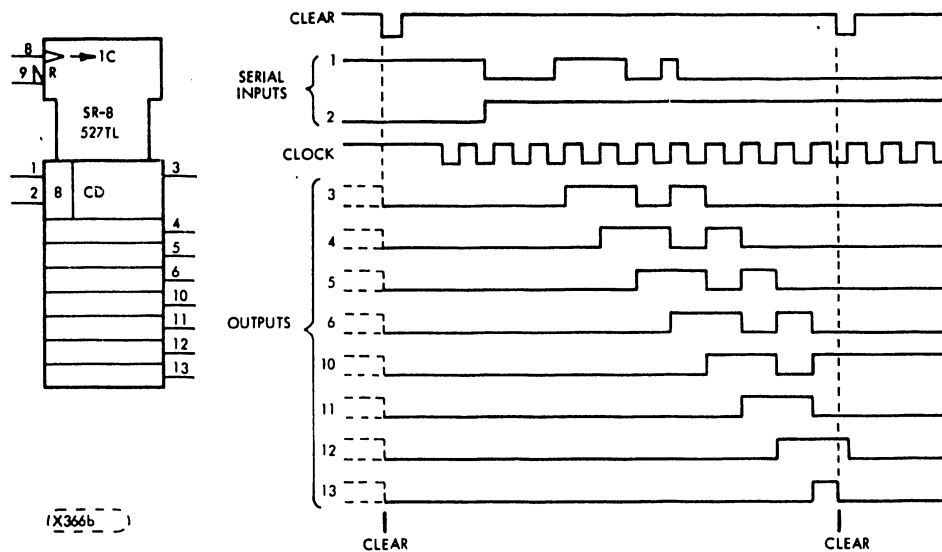 8
1C
9
R
SR-8
527TL
1
2
8
CD
3
4
5
6
10
11
12
13
X366b
CLEAR
SERIAL
INPUTS
1
2
CLOCK
OUTPUTS
3
4
5
6
10
11
12
13
CLEAR
CLEAR